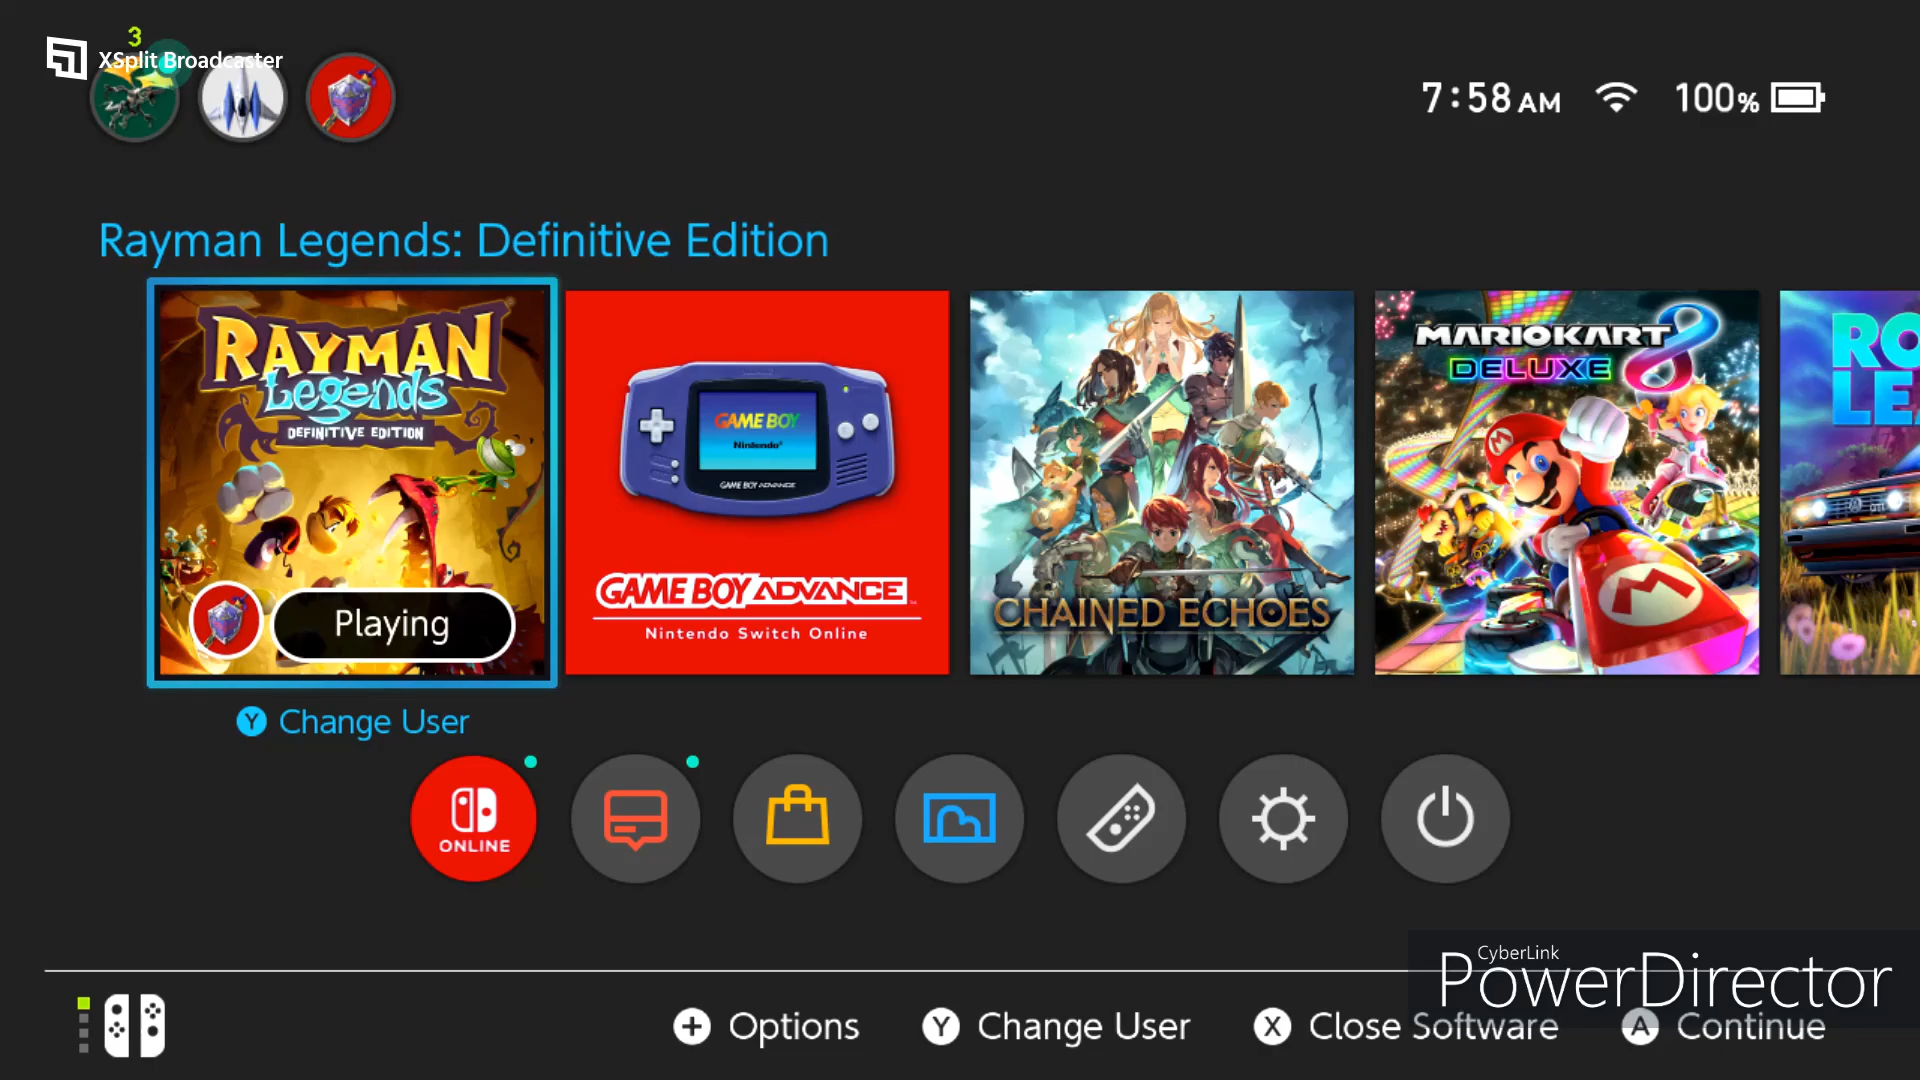 3
XSplit Broadcaster
7:58 AM
100%
Rayman Legends: Definitive Edition
RAYMAN
Legends
DEFINITIVE EDITION
Playing
GAME BOY
Nintendo
GAME BOY ADVANCE
GAME BOY ADVANCE
Nintendo Switch Online
CHAINED ECHOES
MARIOKART 8
DELUXE
M
M
RO
LE
Y Change User
ONLINE
CyberLink
PowerDirector
+ Options
Y Change User
X Close Software
A Continue